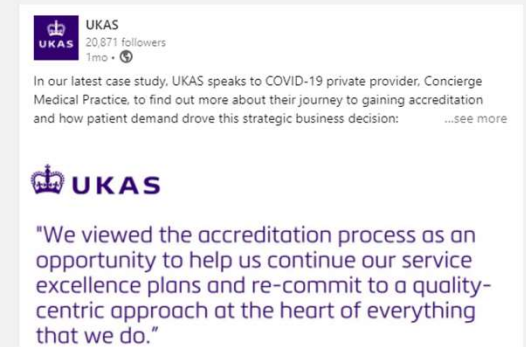 UKAS
UKAS
20,871 followers
1mo •
In our latest case study, UKAS speaks to COVID-19 private provider, Concierge
Medical Practice, to find out more about their journey to gaining accreditation
and how patient demand drove this strategic business decision: ...see more
UKAS
"We viewed the accreditation process as an
opportunity to help us continue our service
excellence plans and re-commit to a quality-
centric approach at the heart of everything
that we do."